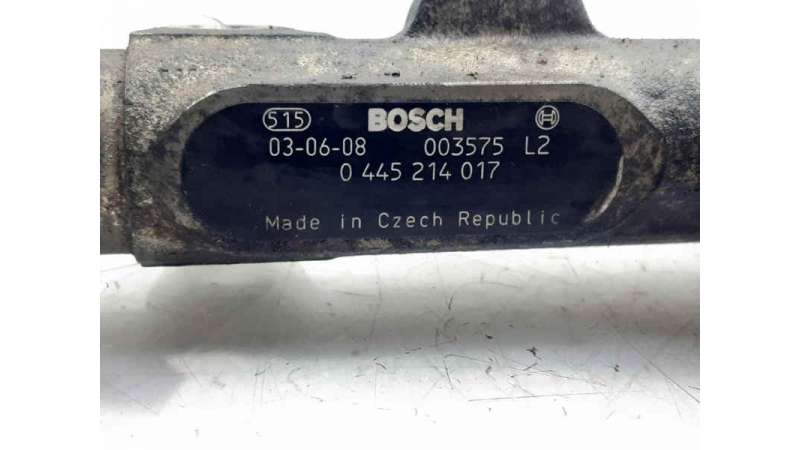 515 BOSCH
03-06-08 003575 L2
0 445 214 017
Made in Czech Republic